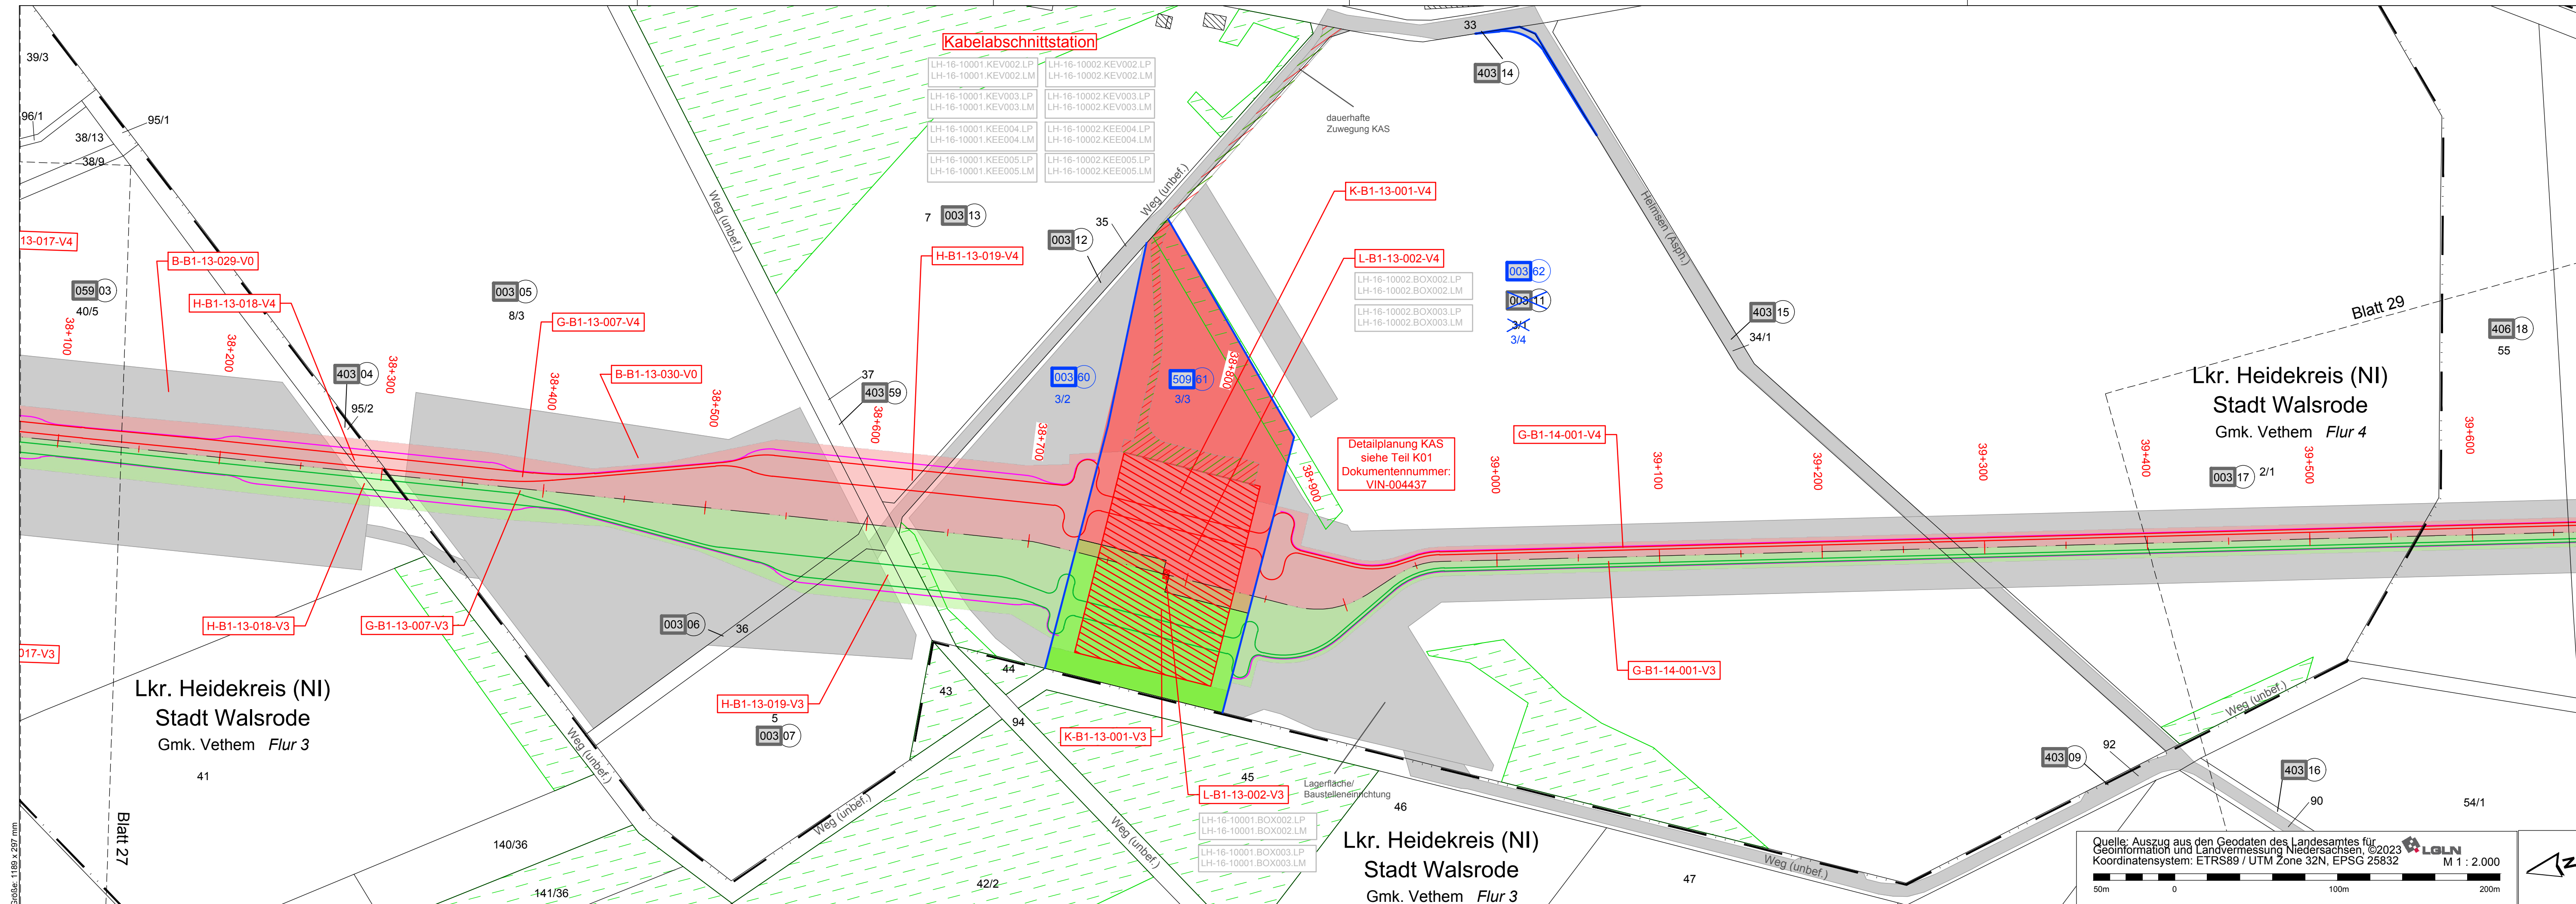 39/3
96/1
38/13
38/9
95/1
13-017-V4
059 03
40/5
38+100
B-B1-13-029-V0
H-B1-13-018-V4
38+200
403 04
95/2
38+300
003 05
8/3
G-B1-13-007-V4
38+400
B-B1-13-030-V0
38+500
Weg (unbef.)
37
403 59
38+600
Kabelabschnittstation
LH-16-10001.KEV002.LP
LH-16-10001.KEV002.LM
LH-16-10002.KEV002.LP
LH-16-10002.KEV002.LM
LH-16-10001.KEV003.LP
LH-16-10001.KEV003.LM
LH-16-10002.KEV003.LP
LH-16-10002.KEV003.LM
LH-16-10001.KEE004.LP
LH-16-10001.KEE004.LM
LH-16-10002.KEE004.LP
LH-16-10002.KEE004.LM
LH-16-10001.KEE005.LP
LH-16-10001.KEE005.LM
LH-16-10002.KEE005.LP
LH-16-10002.KEE005.LM
7
003 13
H-B1-13-019-V4
003 12
35
Weg (unbef.)
003 60
3/2
38+700
509 61
3/3
38+800
38+900
dauerhafte
Zuwegung KAS
33
403 14
K-B1-13-001-V4
L-B1-13-002-V4
LH-16-10002.BOX002.LP
LH-16-10002.BOX002.LM
LH-16-10002.BOX003.LP
LH-16-10002.BOX003.LM
003 62
003 11
3/1
3/4
Detailplanung KAS
siehe Teil K01
Dokumentennummer:
VIN-004437
39+000
G-B1-14-001-V4
39+100
Helmsen (Asph.)
403 15
34/1
39+200
39+300
39+400
39+500
39+600
Blatt 29
406 18
55
Lkr. Heidekreis (NI)
Stadt Walsrode
Gmk. Vethem Flur 4
003 17
2/1
017-V3
Lkr. Heidekreis (NI)
Stadt Walsrode
Gmk. Vethem Flur 3
41
Blatt 27
Größe: 1189 x 297 mm
H-B1-13-018-V3
G-B1-13-007-V3
003 06
36
H-B1-13-019-V3
5
003 07
43
44
94
Weg (unbef.)
Weg (unbef.)
Weg (unbef.)
140/36
141/36
42/2
K-B1-13-001-V3
L-B1-13-002-V3
LH-16-10001.BOX002.LP
LH-16-10001.BOX002.LM
LH-16-10001.BOX003.LP
LH-16-10001.BOX003.LM
45
Lagerfläche/
Baustelleneinrichtung
46
Lkr. Heidekreis (NI)
Stadt Walsrode
Gmk. Vethem Flur 3
47
G-B1-14-001-V3
Weg (unbef.)
Weg (unbef.)
403 09
92
403 16
90
54/1
Quelle: Auszug aus den Geodaten des Landesamtes für
Geoinformation und Landvermessung Niedersachsen, ©2023
LGLN
Koordinatensystem: ETRS89 / UTM Zone 32N, EPSG 25832
M 1 : 2.000
50m 0 100m 200m
N